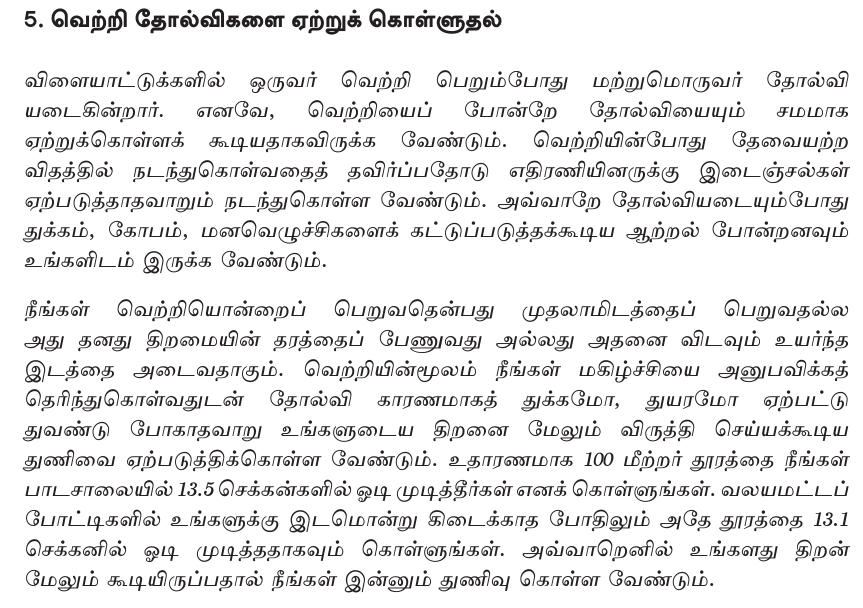 5. வெற்றி தோல்விகளை ஏற்றுக் கொள்ளுதல்
விளையாட்டுக்களில் ஒருவர் வெற்றி பெறும்போது மற்றுமொருவர் தோல்வி
யடைகின்றார். எனவே, வெற்றியைப் போன்றே தோல்வியையும் சமமாக
ஏற்றுக்கொள்ளக் கூடியதாகவிருக்க வேண்டும். வெற்றியின்போது தேவையற்ற
விதத்தில் நடந்துகொள்வதைத் தவிர்ப்பதோடு எதிரணியினருக்கு இடைஞ்சல்கள்
ஏற்படுத்தாதவாறும் நடந்துகொள்ள வேண்டும். அவ்வாறே தோல்வியடையும்போது
துக்கம், கோபம், மனவெழுச்சிகளைக் கட்டுப்படுத்தக்கூடிய ஆற்றல் போன்றனவும்
உங்களிடம் இருக்க வேண்டும்.
நீங்கள் வெற்றியொன்றைப் பெறுவதென்பது முதலாமிடத்தைப் பெறுவதல்ல
அது தனது திறமையின் தரத்தைப் பேணுவது அல்லது அதனை விடவும் உயர்ந்த
இடத்தை அடைவதாகும். வெற்றியின்மூலம் நீங்கள் மகிழ்ச்சியை அனுபவிக்கத்
தெரிந்துகொள்வதுடன் தோல்வி காரணமாகத் துக்கமோ, துயரமோ ஏற்பட்டு
துவண்டு போகாதவாறு உங்களுடைய திறனை மேலும் விருத்தி செய்யக்கூடிய
துணிவை ஏற்படுத்திக்கொள்ள வேண்டும். உதாரணமாக 100 மீற்றர் தூரத்தை நீங்கள்
பாடசாலையில் 13.5 செக்கன்களில் ஓடி முடித்தீர்கள் எனக் கொள்ளுங்கள். வலயமட்டப்
போட்டிகளில் உங்களுக்கு இடமொன்று கிடைக்காத போதிலும் அதே தூரத்தை 13.1
செக்கனில் ஓடி முடித்ததாகவும் கொள்ளுங்கள். அவ்வாறெனில் உங்களது திறன்
மேலும் கூடியிருப்பதால் நீங்கள் இன்னும் துணிவு கொள்ள வேண்டும்.